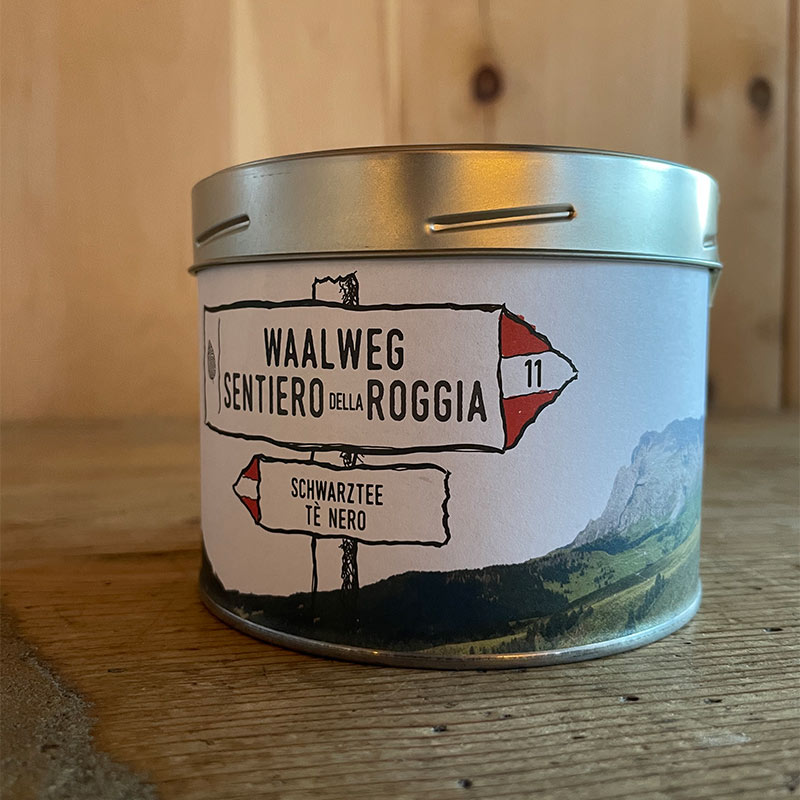 WAALWEG
SENTIERO DELLA ROGGIA
11
SCHWARZTEE
TÈ NERO